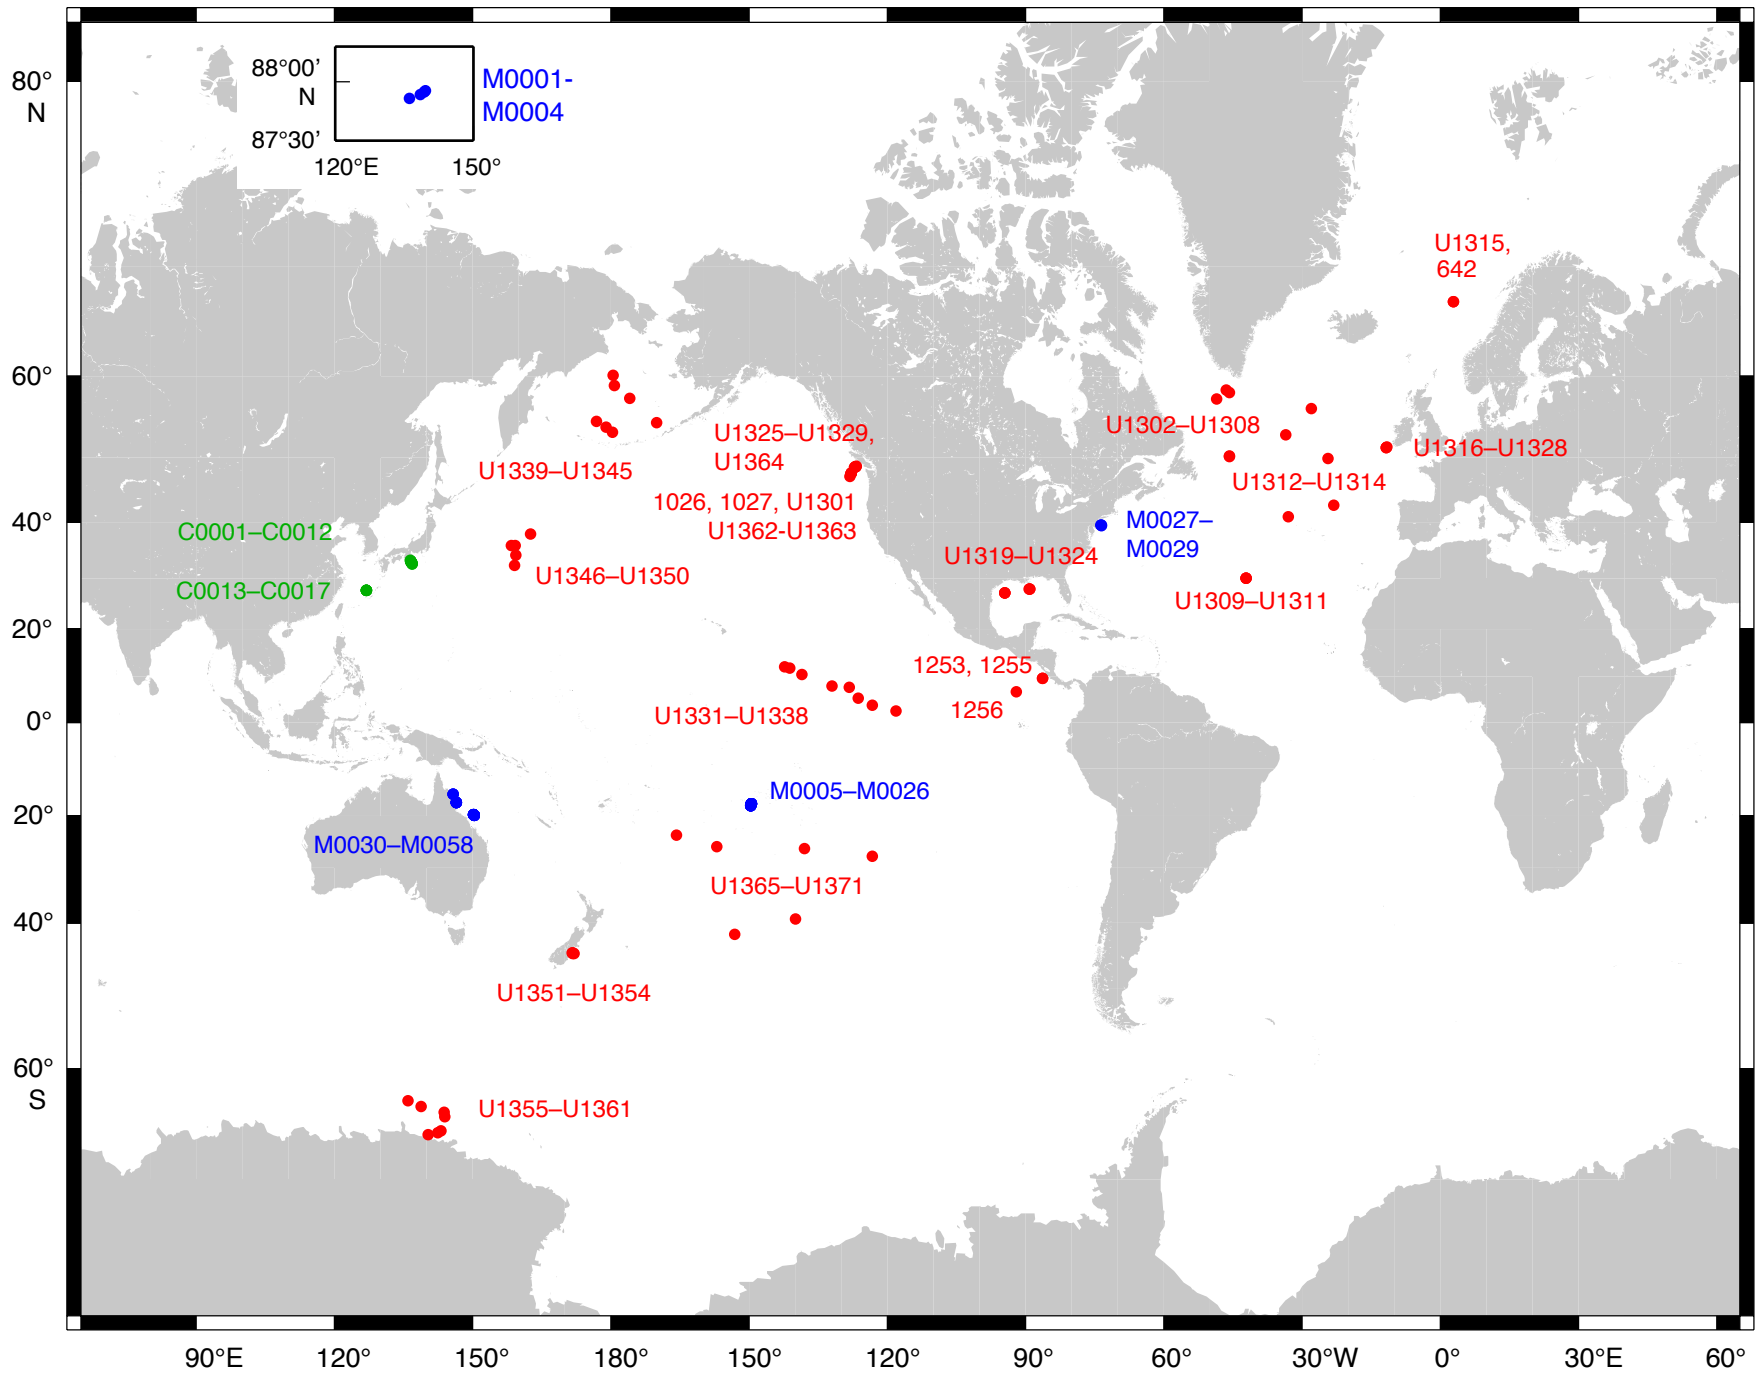 88°00’
N
87°30’
120°E
150°
M0001-
M0004
80°
N
60°
40°
20°
0°
20°
40°
60°
S
U1315,
642
U1302–U1308
U1316–U1328
U1312–U1314
U1325–U1329,
U1364
U1339–U1345
1026, 1027, U1301
U1362-U1363
C0001–C0012
C0013–C0017
M0027–
M0029
U1319–U1324
U1346–U1350
U1309–U1311
1253, 1255
1256
U1331–U1338
M0005–M0026
M0030–M0058
U1365–U1371
U1351–U1354
U1355–U1361
90°E
120°
150°
180°
150°
120°
90°
60°
30°W
0°
30°E
60°